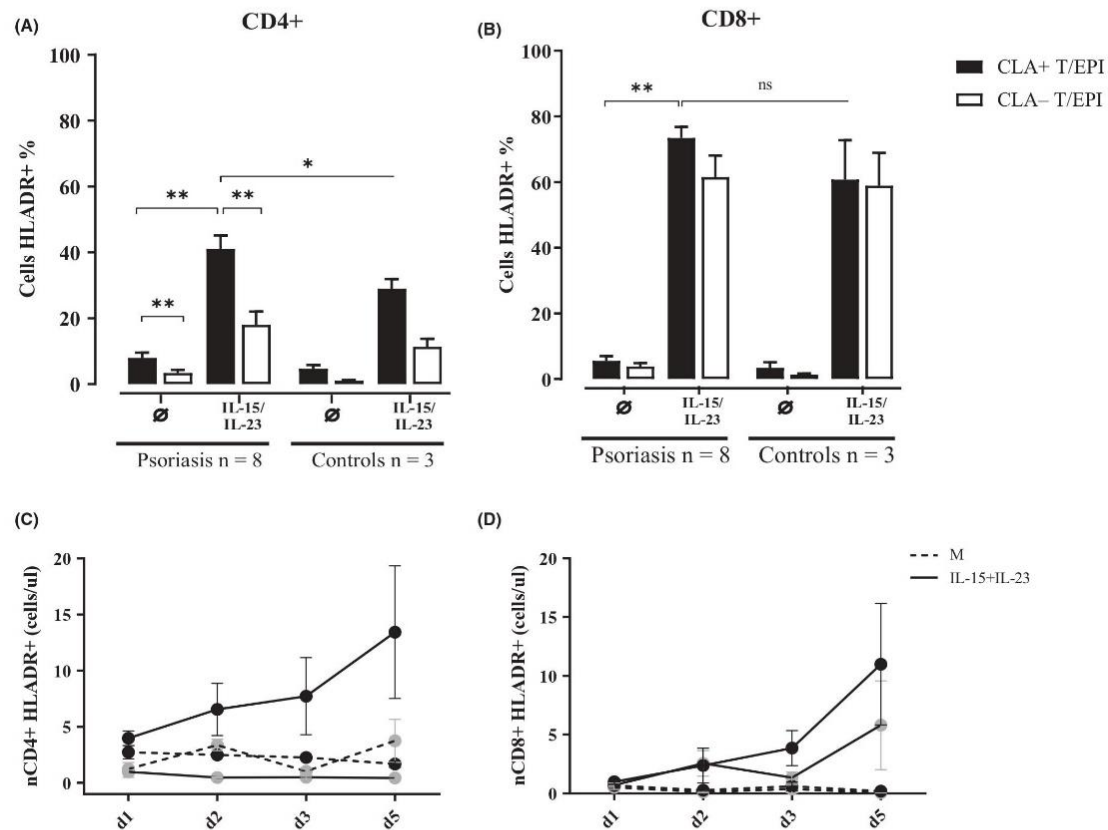 (A)
CD4+
Cells HLADR+ %
100
80
60
40
20
0
**
**
**
*
Ø
IL-15/
IL-23
Ø
IL-15/
IL-23
Psoriasis n = 8
Controls n = 3
(B)
CD8+
Cells HLADR+ %
100
80
60
40
20
0
**
ns
Ø
IL-15/
IL-23
Ø
IL-15/
IL-23
Psoriasis n = 8
Controls n = 3
CLA+ T/EPI
CLA– T/EPI
(C)
nCD4+ HLADR+ (cells/ul)
20
15
10
5
0
d1
d2
d3
d5
(D)
nCD8+ HLADR+ (cells/ul)
20
15
10
5
0
d1
d2
d3
d5
M
IL-15+IL-23